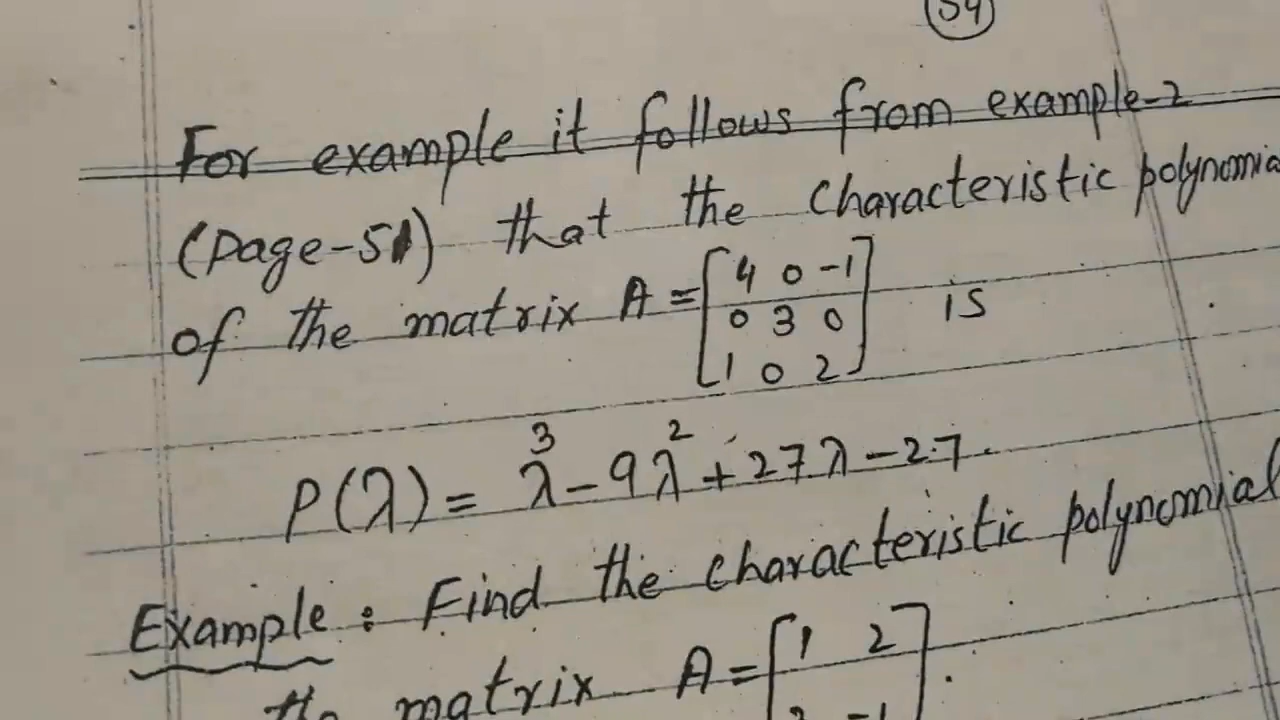 54
For example it follows from example-2
(page-51) that the characteristic polynomia
of the matrix A = [4 0 -1
0 3 0
1 0 2] is
P(λ) = λ³ - 9λ² + 27λ - 27.
Example : Find the characteristic polynomial
matrix A = [1 2
-1].